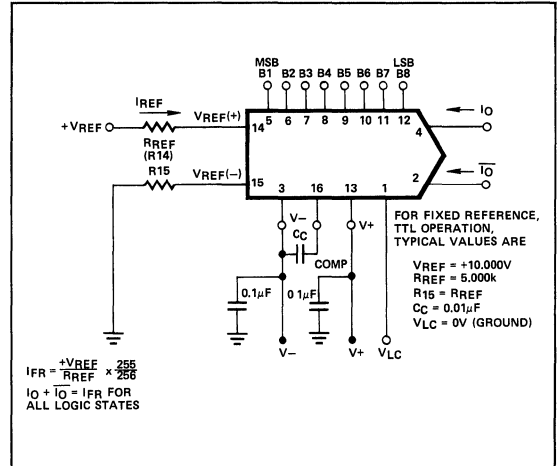 MSB LSB
B1 B2 B3 B4 B5 B6 B7 B8
IREF
IO
+VREF
VREF(+)
5 6 7 8 9 10 11 12
14
4
RREF
(R14)
R15
VREF(−)
IO
15
2
3 16 13 1
V− V+
CC
COMP
0.1µF
0 1µF
V− V+ VLC
FOR FIXED REFERENCE,
TTL OPERATION,
TYPICAL VALUES ARE
VREF = +10.000V
RREF = 5.000k
R15 = RREF
CC = 0.01µF
VLC = 0V (GROUND)
IFR = +VREF/RREF x 255/256
IO + IO = IFR FOR
ALL LOGIC STATES